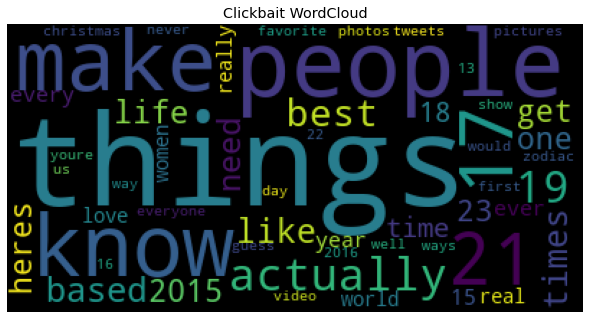 Clickbait WordCloud
christmas never favorite photos tweets pictures
make really people 13
every life best 18 show get
things 17 would one
youre us way women need 22 day zodiac
first 19
heres love everyone 23 ever
know like year time times
guess 2016 well ways
16 actually 21
based 2015 video world 15 real